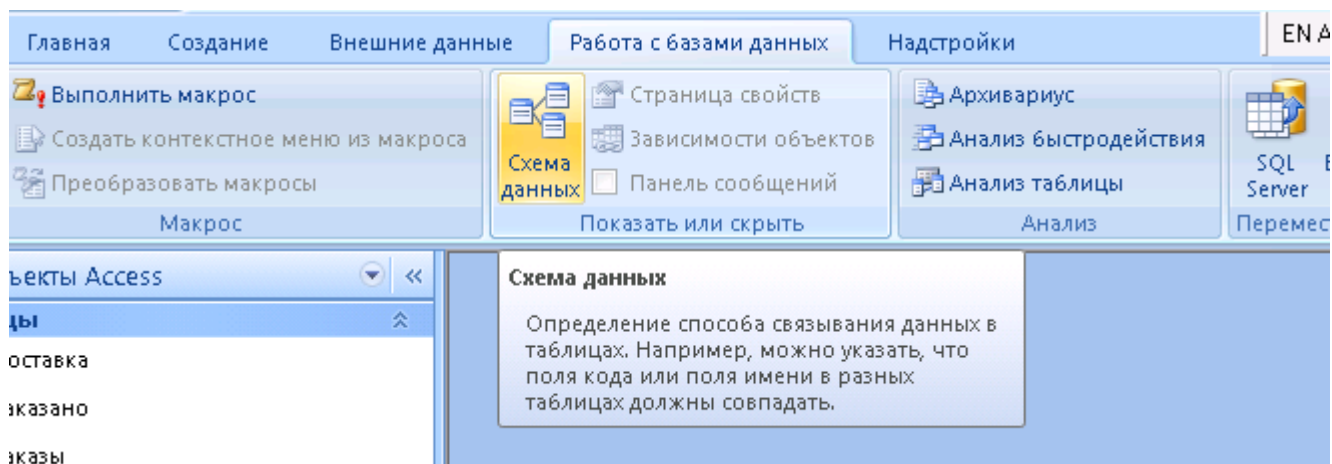 Главная Создание Внешние данные Работа с базами данных Надстройки EN
Выполнить макрос
Создать контекстное меню из макроса
Преобразовать макросы
Макрос
Схема
данных
Страница свойств
Зависимости объектов
Панель сообщений
Показать или скрыть
Архивариус
Анализ быстродействия
Анализ таблицы
Анализ
SQL
Server
Перемес
ъекты Access
цы
оставка
аказано
аказы
Схема данных
Определение способа связывания данных в
таблицах. Например, можно указать, что
поля кода или поля имени в разных
таблицах должны совпадать.